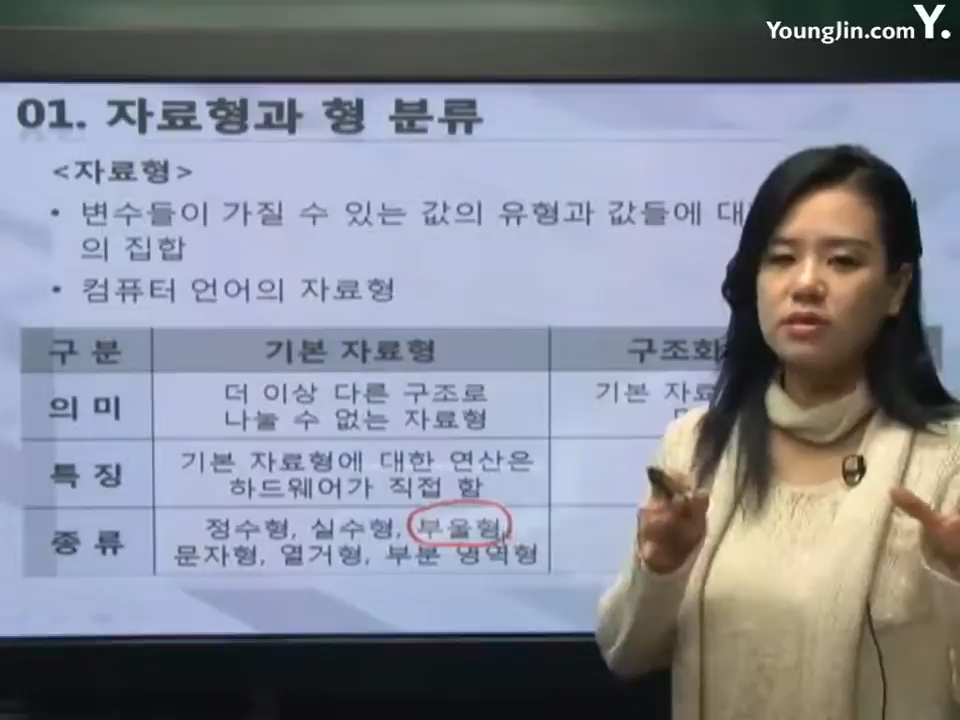 YoungJin.com Y.
01. 자료형과 형 분류
<자료형>
• 변수들이 가질 수 있는 값의 유형과 값들에
의 집합
• 컴퓨터 언어의 자료형
구 분
기본 자료형
의 미
더 이상 다른 구조로
나눌 수 없는 자료형
기본
특 징
기본 자료형에 대한 연산은
하드웨어가 직접 함
종 류
정수형, 실수형, 부울형,
문자형, 열거형, 부분 영역형